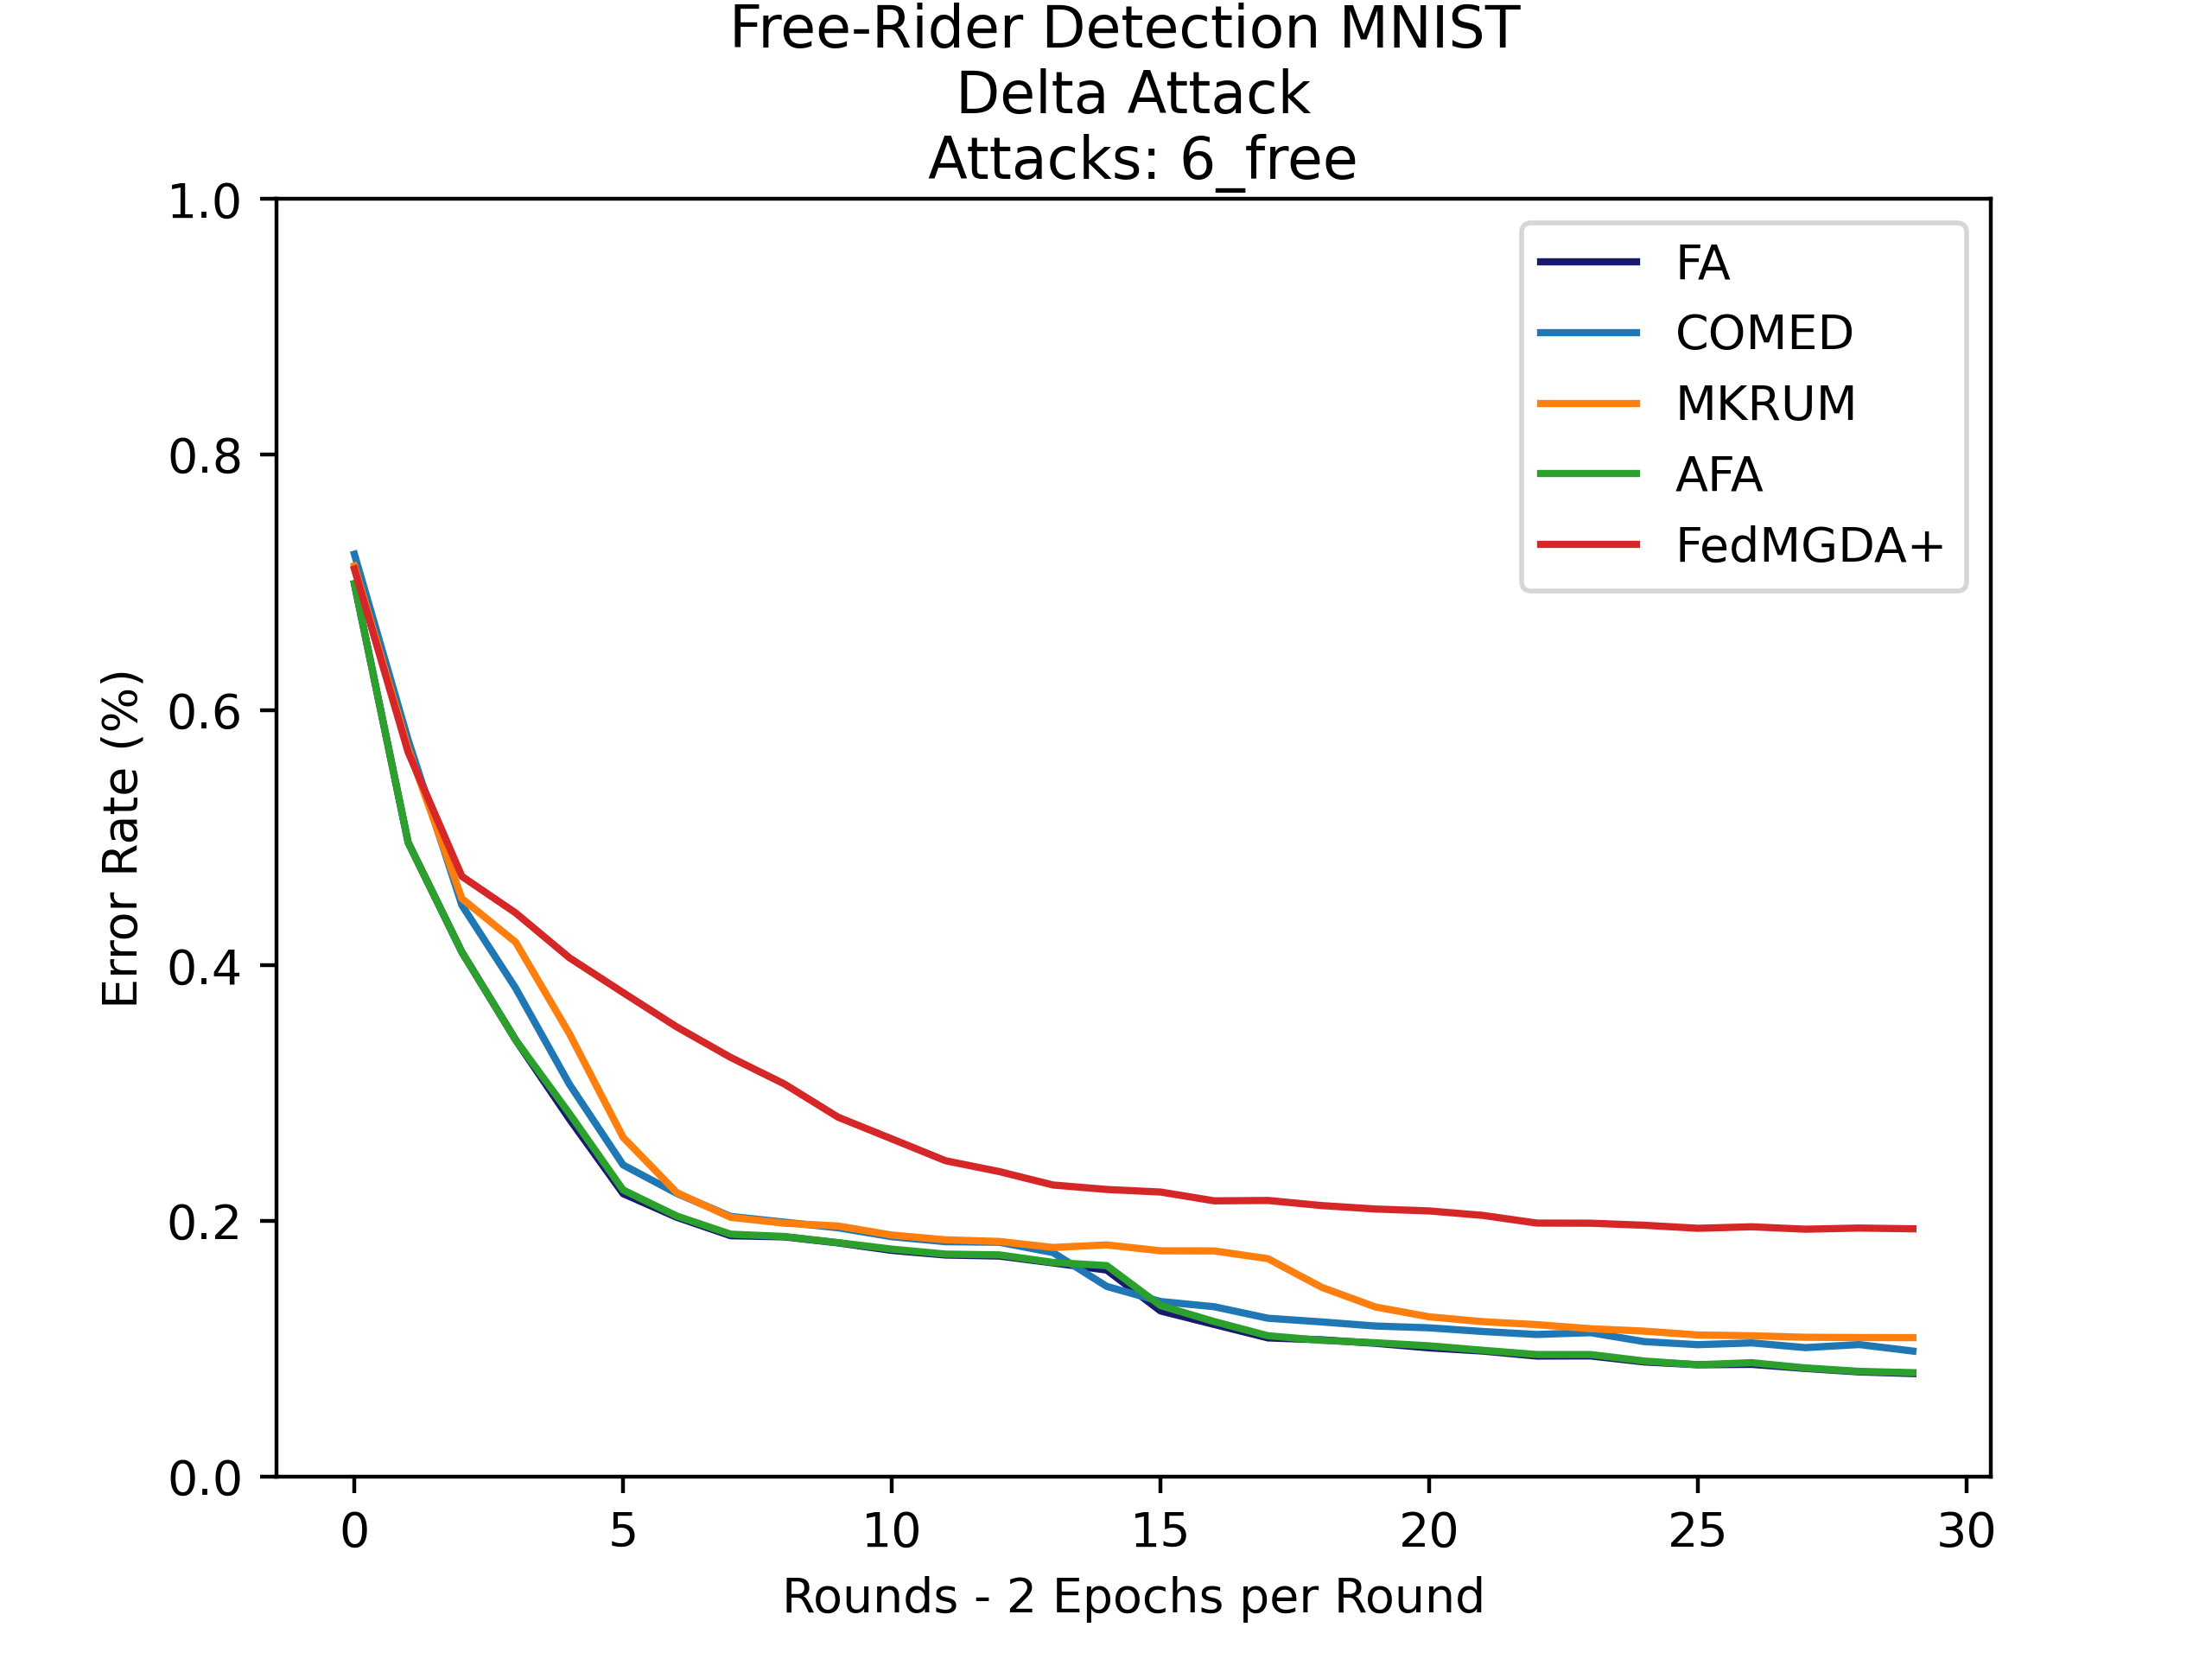 Free-Rider Detection MNIST
Delta Attack
Attacks: 6_free
1.0
0.8
0.6
0.4
0.2
0.0
Error Rate (%)
FA
COMED
MKRUM
AFA
FedMGDA+
0 5 10 15 20 25 30
Rounds - 2 Epochs per Round